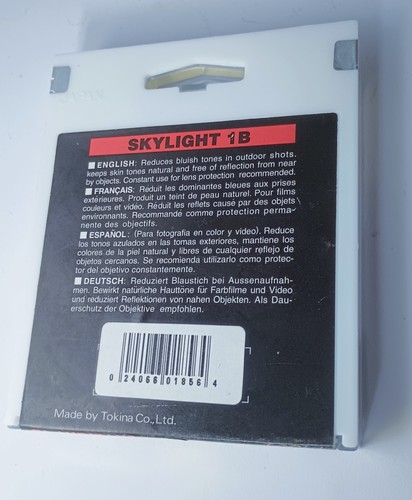 SKYLIGHT 1B
■ ENGLISH: Reduces bluish tones in outdoor shots.
keeps skin tones natural and free of reflection from near
by objects. Constant use for lens protection recommended.
■ FRANÇAIS: Réduit les dominantes bleues aux prises
extérieures. Produit un teint de peau naturel. Pour films
couleurs et vidéo. Réduit les reflets causé par des objets
environnants. Recommande comme protection perma-
nente des objectifs.
■ ESPAÑOL: (Para fotografia en color y video). Reduce
los tonos azulados en las tomas exteriores, mantiene los
colores de la piel natural y libres de cualquier reflejo de
objetos cercanos. Se recomienda utilizarlo como protec-
tor del objetivo constantemente.
■ DEUTSCH: Reduziert Blaustich bei Aussenaufnah-
men. Bewirkt natürliche Hauttöne für Farbfilme und Video
und reduziert Reflektionen von nahen Objekten. Als Dau-
erschutz der Objektive empfohlen.
0 24066 01856 4
Made by Tokina Co., Ltd.